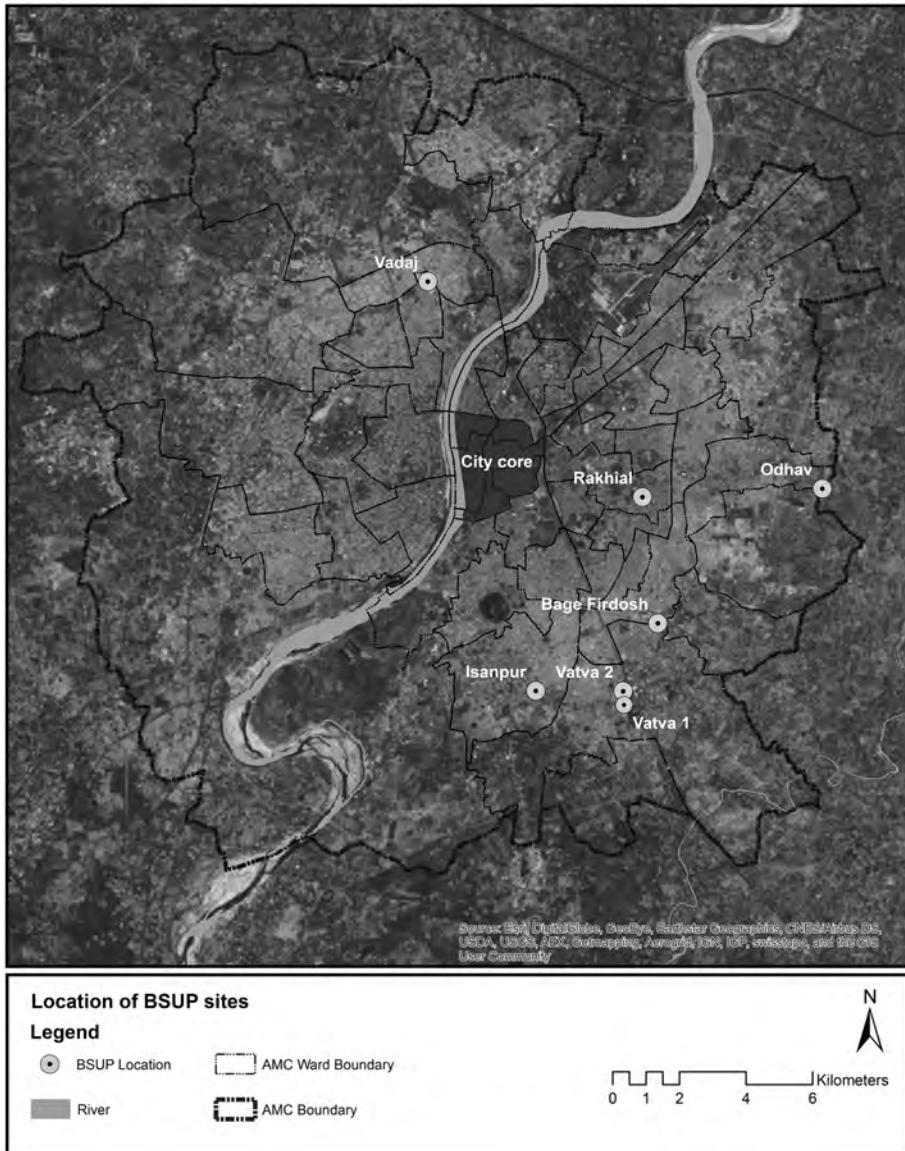 Vadaj
City core
Rakhial
Odhav
Bage Firdosh
Isanpur
Vatva 2
Vatva 1
Source: Esri, DigitalGlobe, GeoEye, Earthstar Geographics, CNES/Airbus DS,
USDA, USGS, AEX, Getmapping, Aerogrid, IGN, IGP, swisstopo, and the GIS
User Community
Location of BSUP sites
Legend
BSUP Location
AMC Ward Boundary
River
AMC Boundary
N
Kilometers
0 1 2 4 6